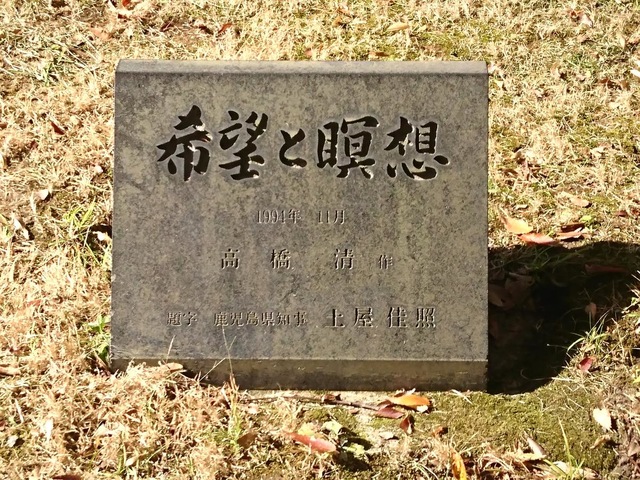 希望と瞑想
1994年 11月
高橋 清 作
題字 鹿児島県知事 土屋佳照